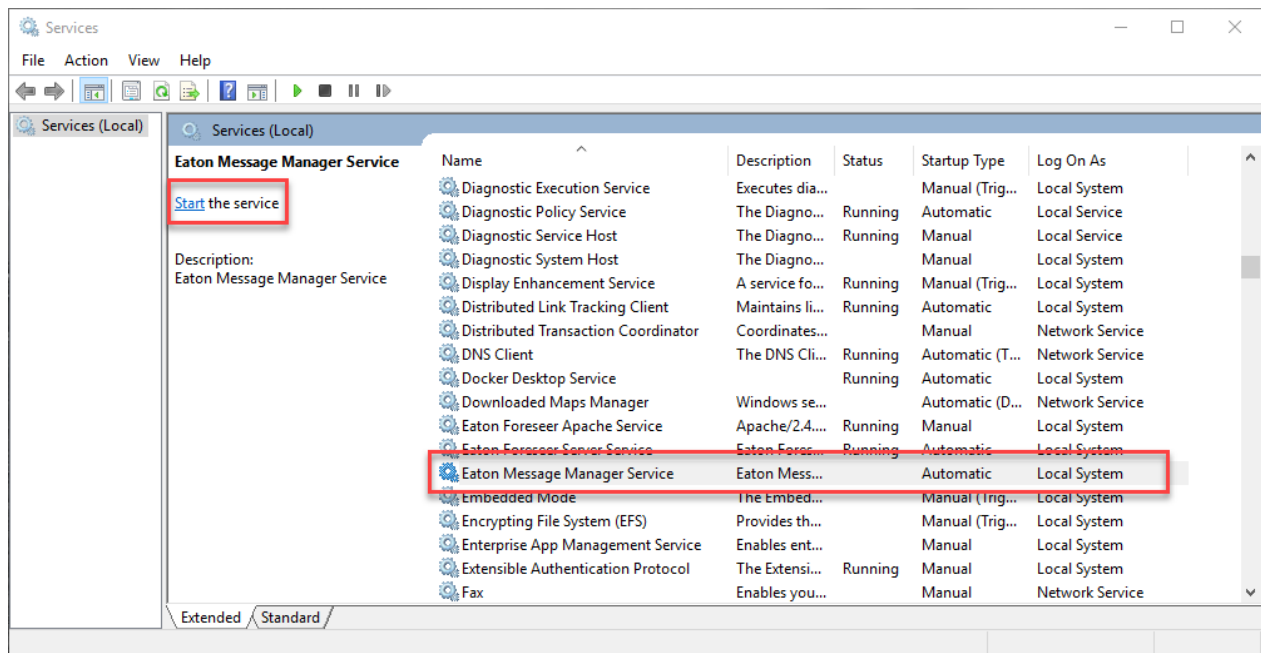 Services
File Action View Help
Services (Local)
Services (Local)
Eaton Message Manager Service
Start the service
Description:
Eaton Message Manager Service
Name Description Status Startup Type Log On As
Diagnostic Execution Service Executes dia... Manual (Trig... Local System
Diagnostic Policy Service The Diagno... Running Automatic Local Service
Diagnostic Service Host The Diagno... Running Manual Local Service
Diagnostic System Host The Diagno... Manual Local System
Display Enhancement Service A service fo... Running Manual (Trig... Local System
Distributed Link Tracking Client Maintains li... Running Automatic Local System
Distributed Transaction Coordinator Coordinates... Manual Network Service
DNS Client The DNS Cli... Running Automatic (T... Network Service
Docker Desktop Service Running Automatic Local System
Downloaded Maps Manager Windows se... Automatic (D... Network Service
Eaton Foreseer Apache Service Apache/2.4.... Running Manual Local System
Eaton Foreseer Server Service Eaton Fores... Running Automatic Local System
Eaton Message Manager Service Eaton Mess... Automatic Local System
Embedded Mode The Embed... Manual (Trig... Local System
Encrypting File System (EFS) Provides th... Manual (Trig... Local System
Enterprise App Management Service Enables ent... Manual Local System
Extensible Authentication Protocol The Extensi... Running Manual Local System
Fax Enables you... Manual Network Service
Extended Standard